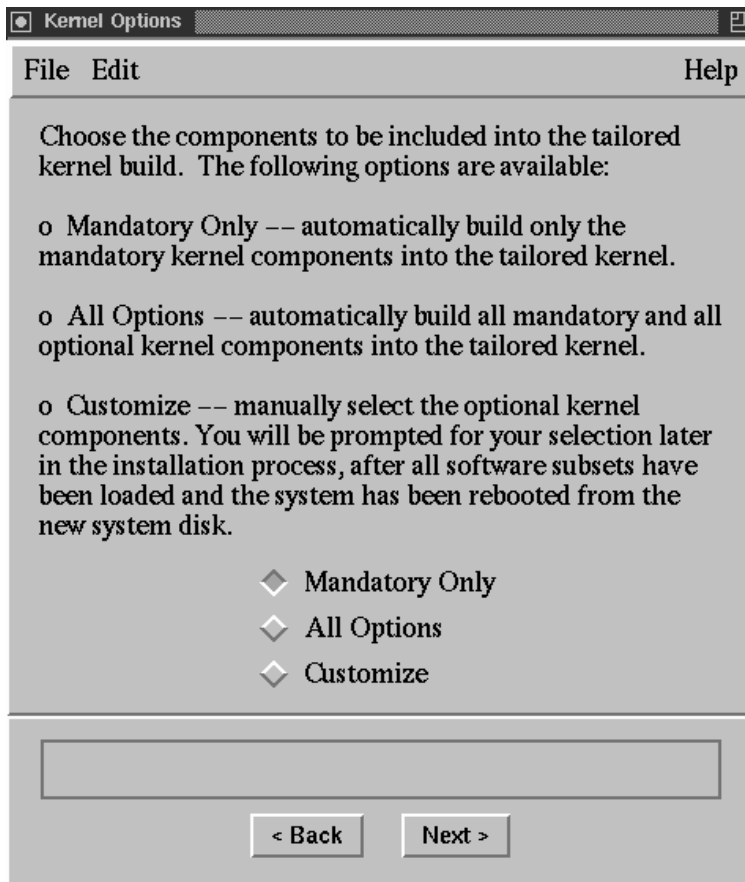 Kernel Options
File Edit Help
Choose the components to be included into the tailored
kernel build. The following options are available:
o Mandatory Only -- automatically build only the
mandatory kernel components into the tailored kernel.
o All Options -- automatically build all mandatory and all
optional kernel components into the tailored kernel.
o Customize -- manually select the optional kernel
components. You will be prompted for your selection later
in the installation process, after all software subsets have
been loaded and the system has been rebooted from the
new system disk.
Mandatory Only
All Options
Customize
< Back Next >